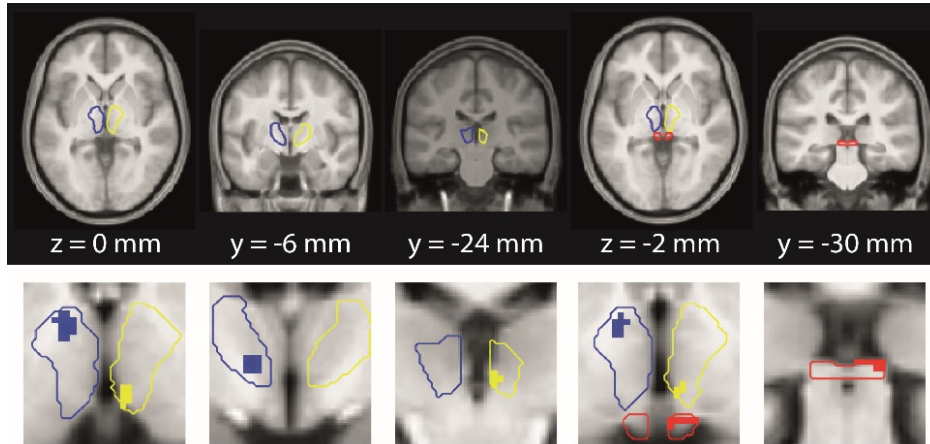 z = 0 mm
y = -6 mm
y = -24 mm
z = -2 mm
y = -30 mm